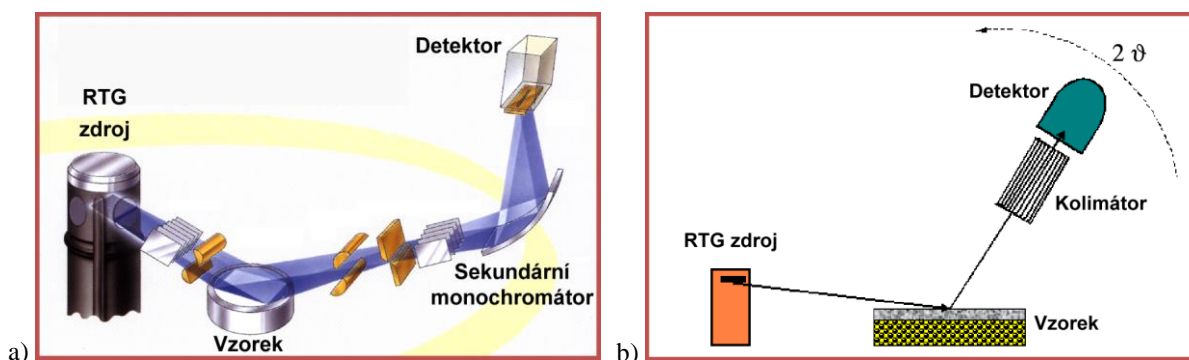 a)
Detektor
RTG
zdroj
Sekundární
monochromátor
Vzorek
b)
2 ϑ
Detektor
Kolimátor
RTG zdroj
Vzorek